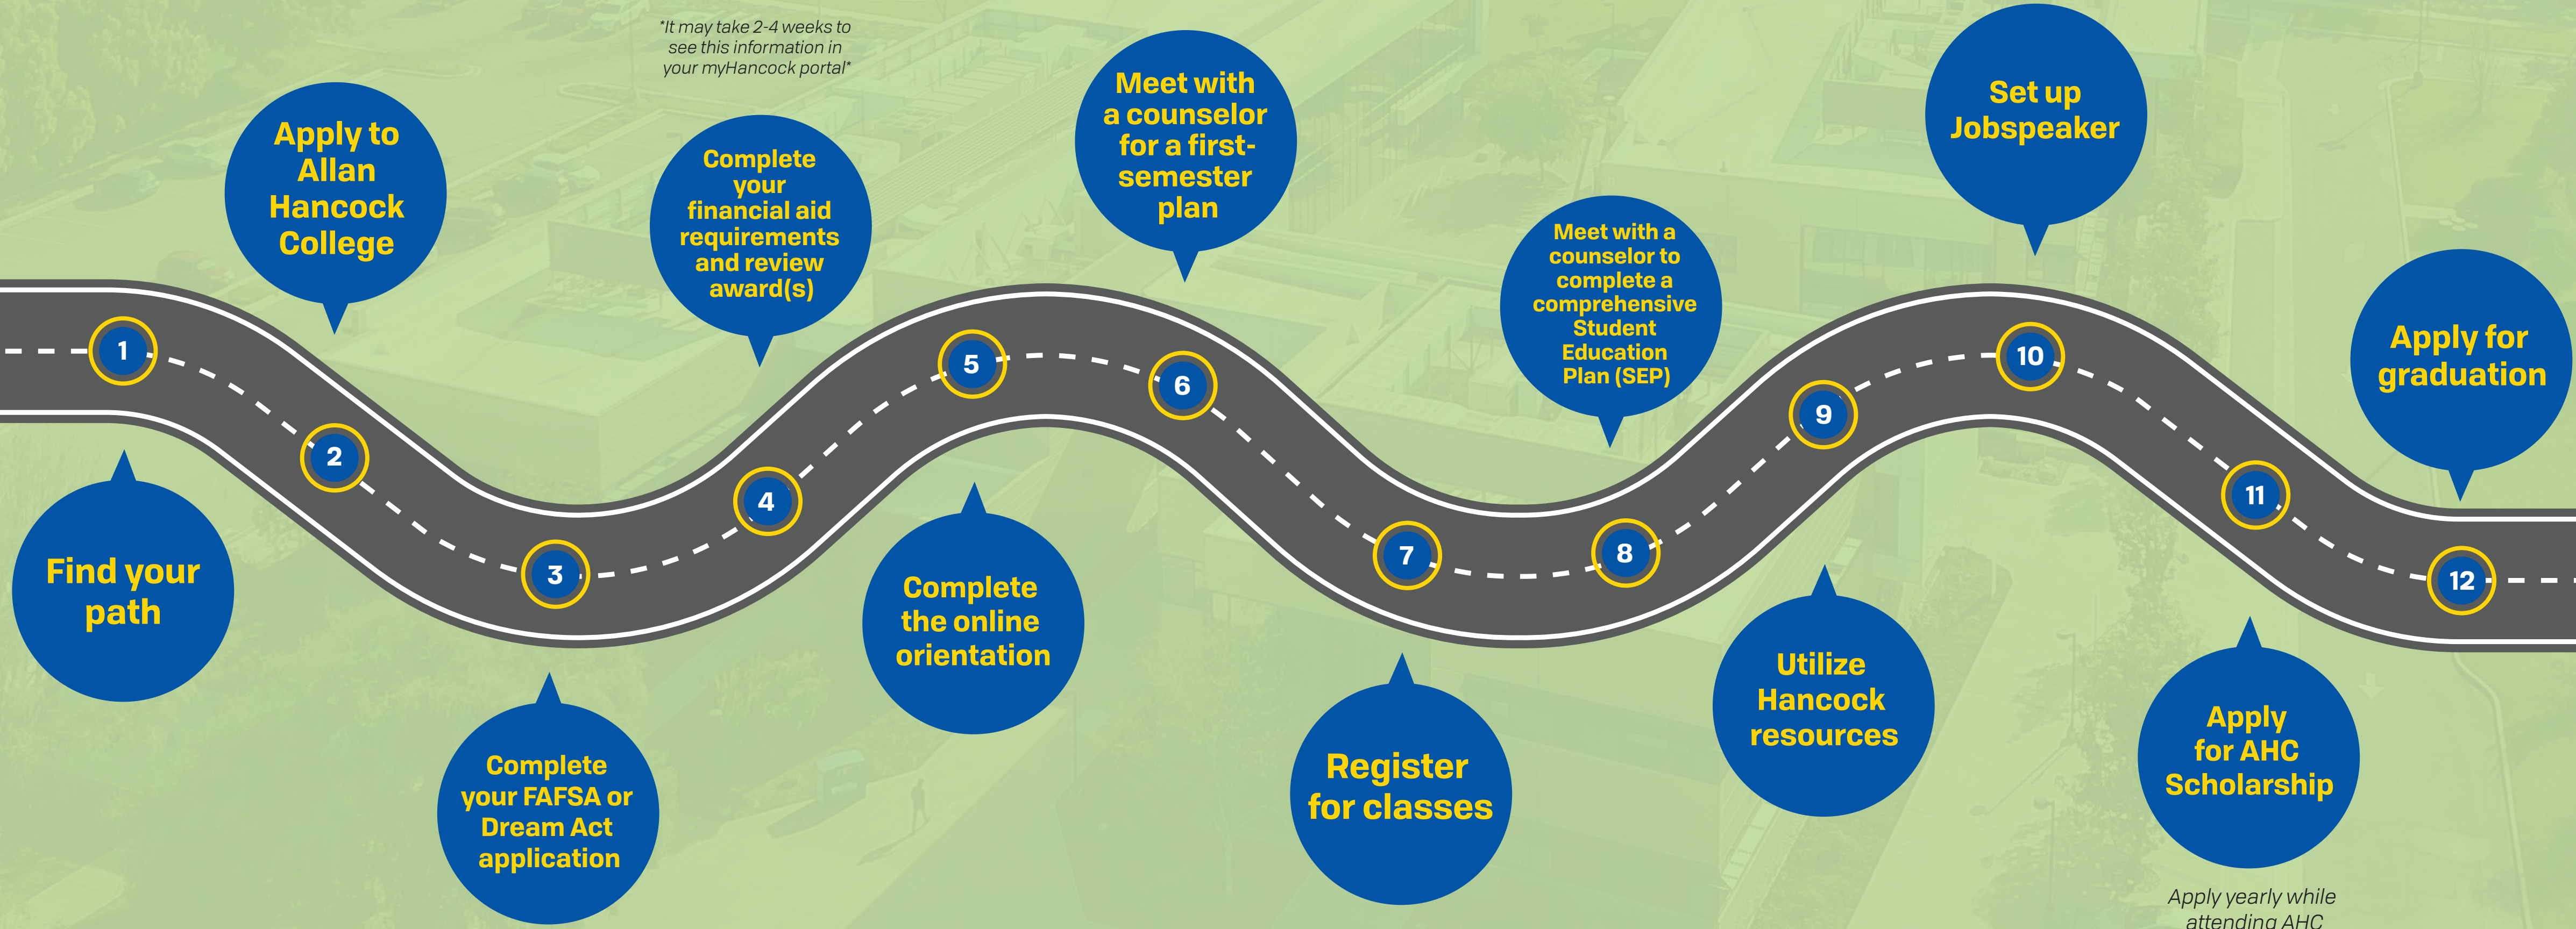 1
Find your
path
2
Apply to
Allan
Hancock
College
3
Complete
your FAFSA or
Dream Act
application
4
*It may take 2-4 weeks to
see this information in
your myHancock portal*
Complete
your
financial aid
requirements
and review
award(s)
5
Complete
the online
orientation
6
Meet with
a counselor
for a first-
semester
plan
7
Register
for classes
8
Meet with a
counselor to
complete a
comprehensive
Student
Education
Plan (SEP)
9
Utilize
Hancock
resources
10
Set up
Jobspeaker
11
Apply
for AHC
Scholarship
Apply yearly while
attending AHC
12
Apply for
graduation